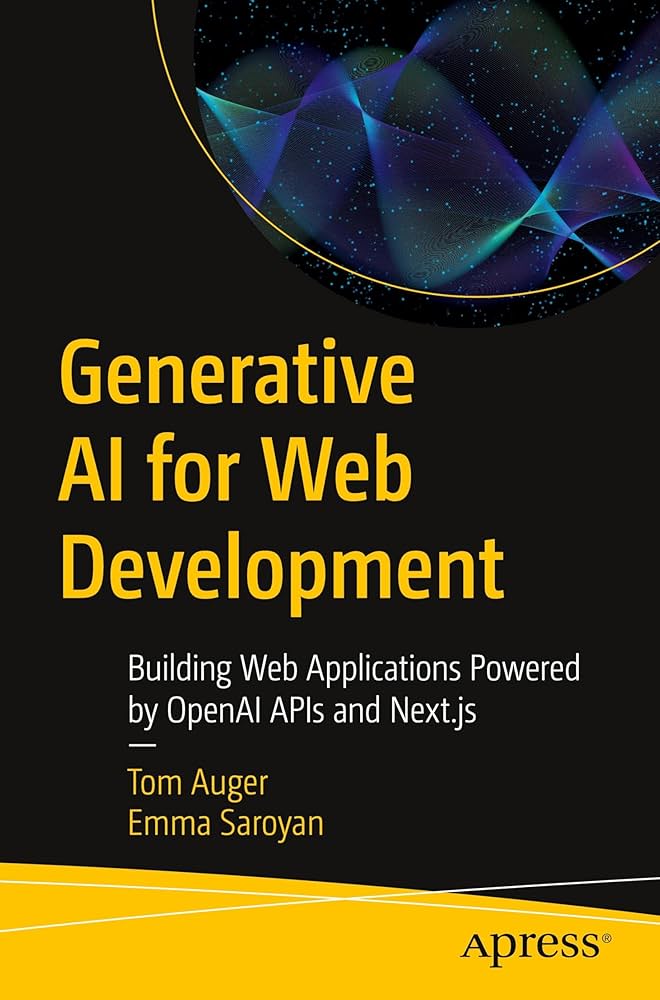 Generative
AI for Web
Development
Building Web Applications Powered
by OpenAI APIs and Next.js
Tom Auger
Emma Saroyan
Apress®